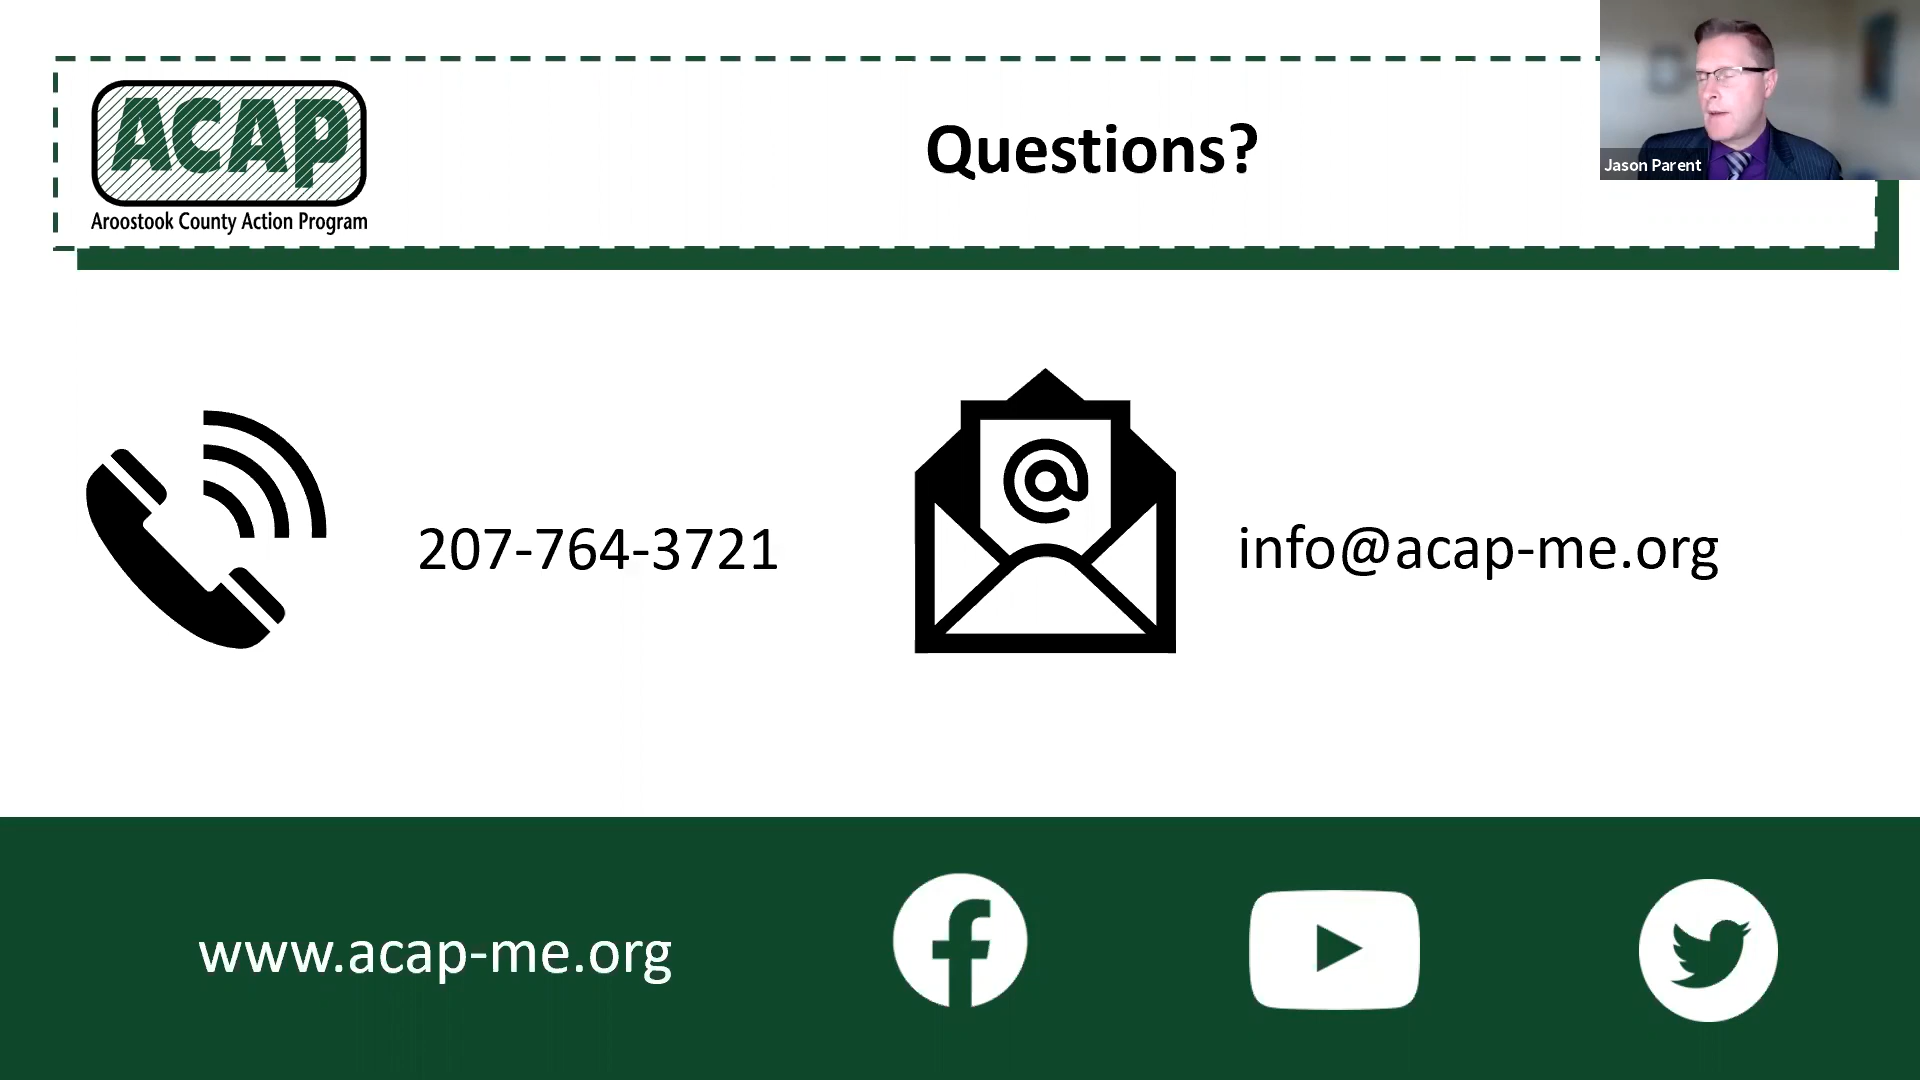 ACAP
Aroostook County Action Program
Questions?
Jason Parent
207-764-3721
@
info@acap-me.org
www.acap-me.org